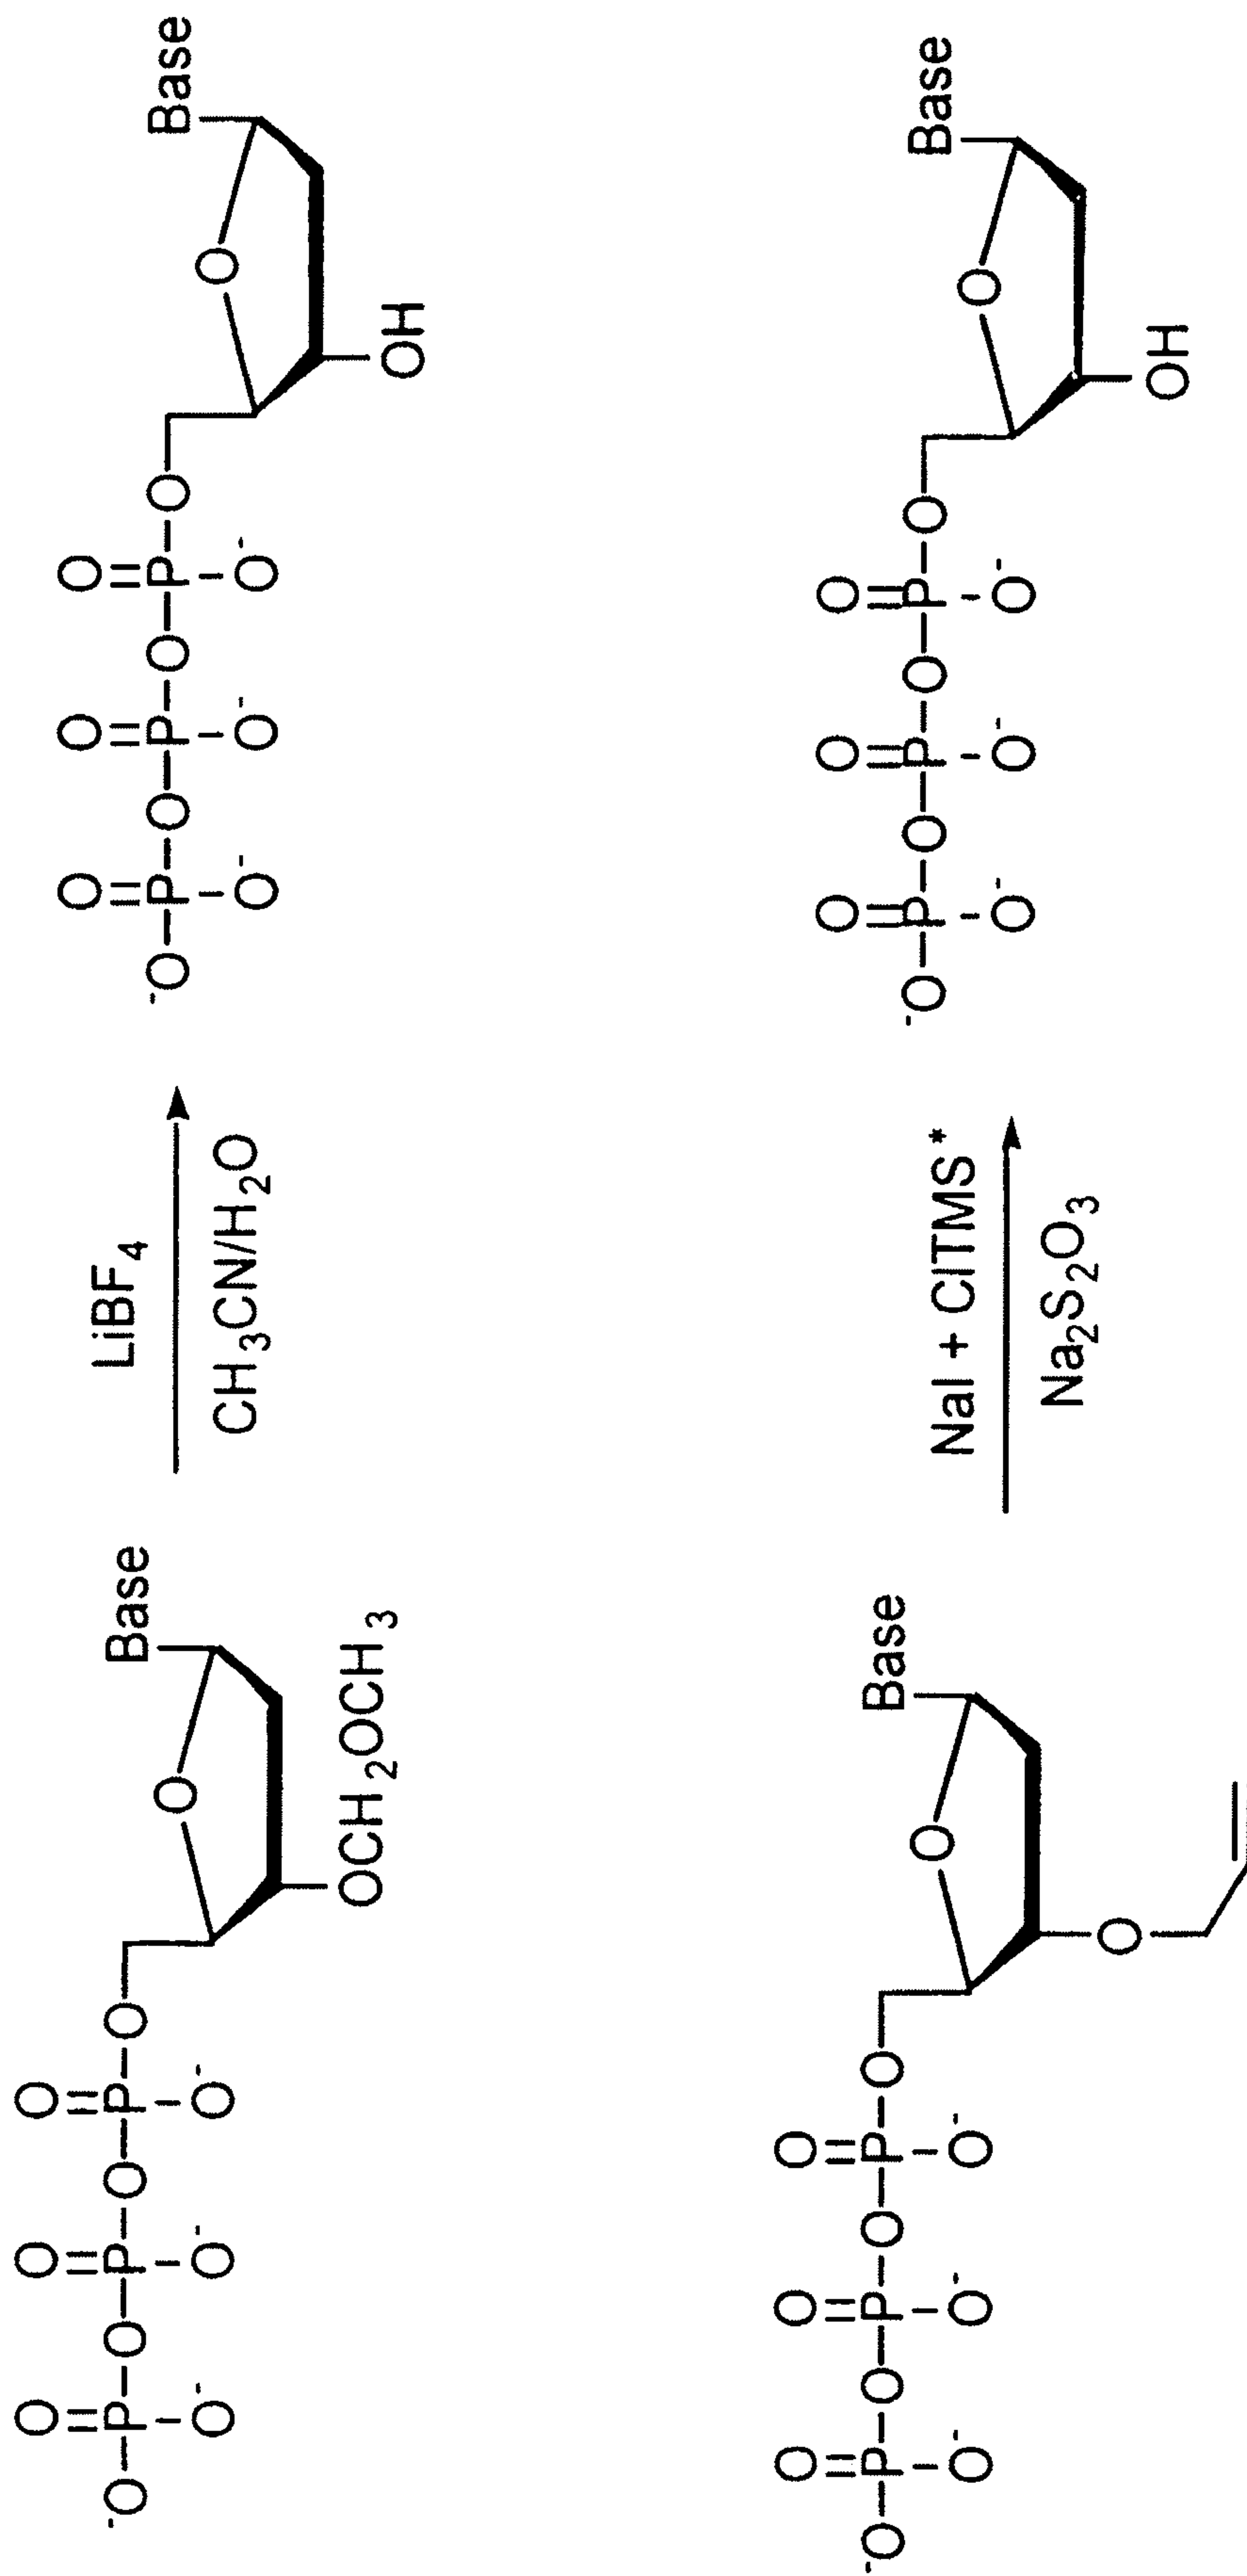 O O O Base
⁻O-P-O-P-O-P-O O
O⁻ O⁻ O⁻
OCH₂OCH₃
LiBF₄
CH₃CN/H₂O
O O O Base
⁻O-P-O-P-O-P-O O
O⁻ O⁻ O⁻
OH
O O O Base
⁻O-P-O-P-O-P-O O
O⁻ O⁻ O⁻
O
NaI + ClTMS*
Na₂S₂O₃
O O O Base
⁻O-P-O-P-O-P-O O
O⁻ O⁻ O⁻
OH